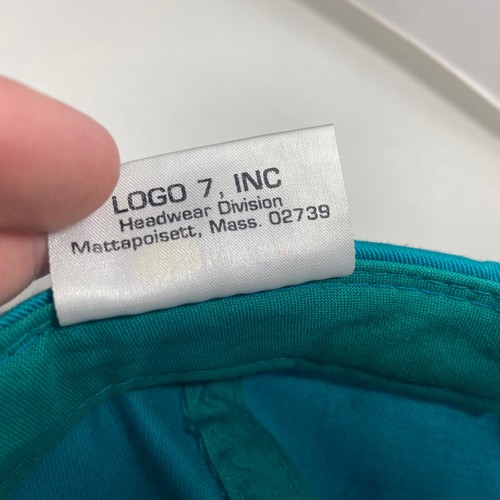 LOGO 7, INC
Headwear Division
Mattapoisett, Mass. 02739